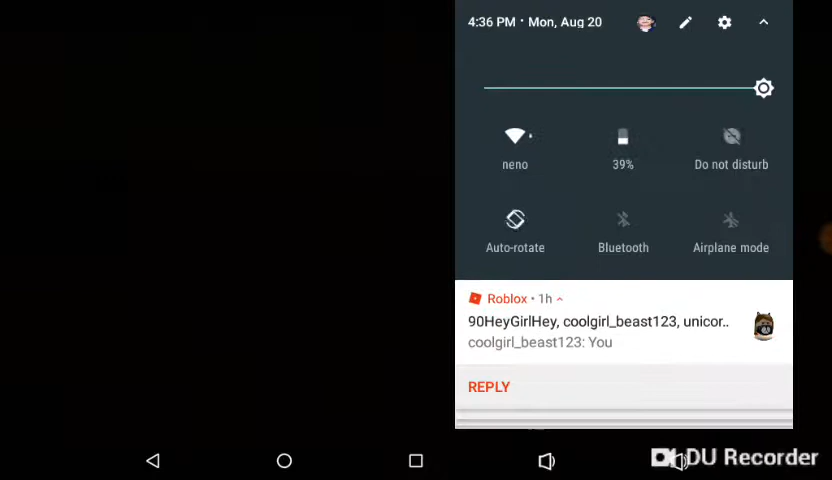 4:36 PM • Mon, Aug 20
neno
39%
Do not disturb
Auto-rotate
Bluetooth
Airplane mode
Roblox • 1h
90HeyGirlHey, coolgirl_beast123, unicor..
coolgirl_beast123: You
REPLY
DU Recorder